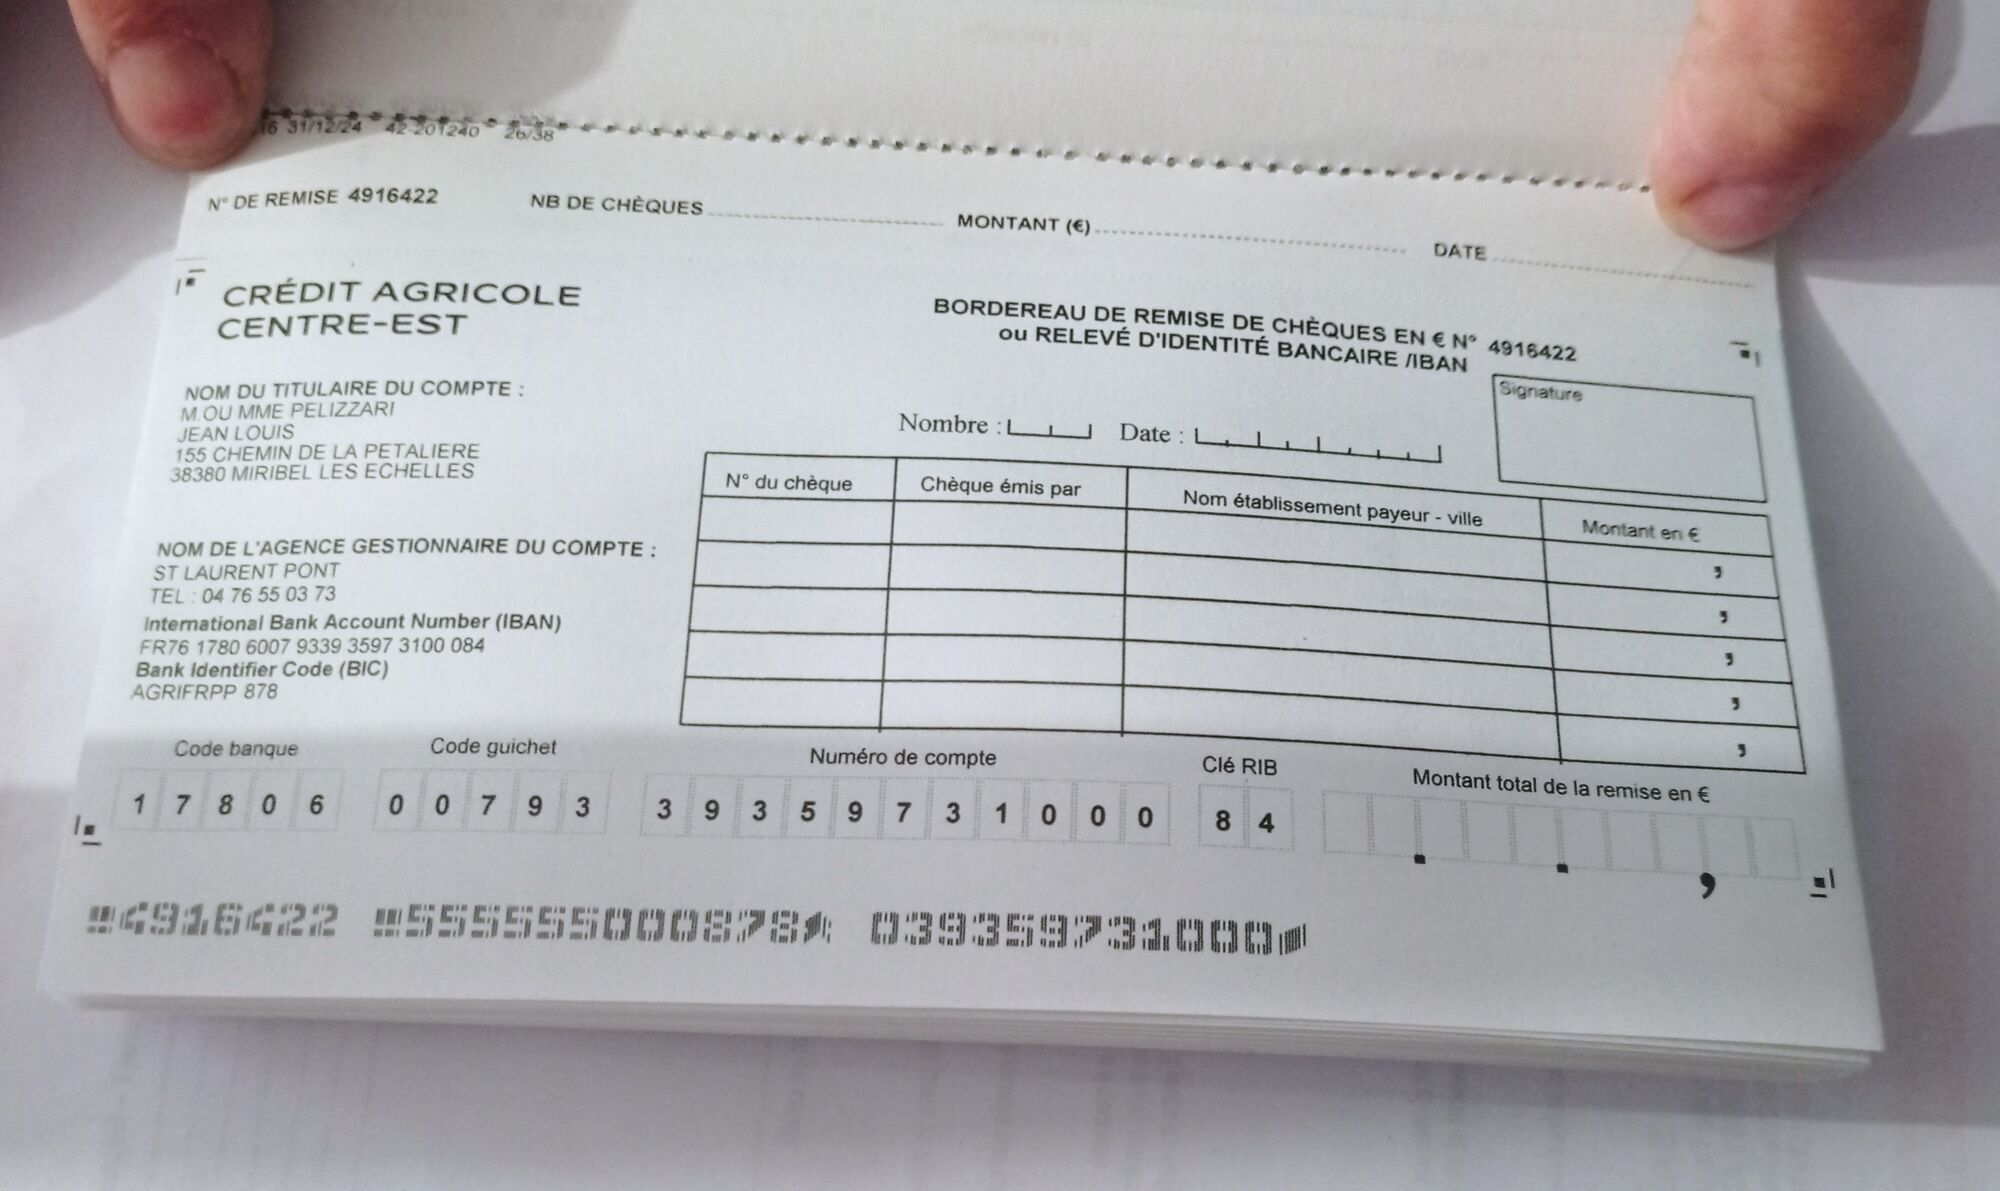 16 31/12/24 42-201240 26/38
N° DE REMISE 4916422 NB DE CHÈQUES MONTANT (€) DATE
CRÉDIT AGRICOLE
CENTRE-EST
BORDEREAU DE REMISE DE CHÈQUES EN € N° 4916422
ou RELEVÉ D'IDENTITÉ BANCAIRE /IBAN
Signature
NOM DU TITULAIRE DU COMPTE :
M OU MME PELIZZARI
JEAN LOUIS
155 CHEMIN DE LA PETALIERE
38380 MIRIBEL LES ECHELLES
Nombre : Date :
N° du chèque Chèque émis par Nom établissement payeur - ville Montant en €
,
,
,
,
,
NOM DE L'AGENCE GESTIONNAIRE DU COMPTE :
ST LAURENT PONT
TEL : 04 76 55 03 73
International Bank Account Number (IBAN)
FR76 1780 6007 9339 3597 3100 084
Bank Identifier Code (BIC)
AGRIFRPP 878
Code banque Code guichet Numéro de compte Clé RIB Montant total de la remise en €
1 7 8 0 6 0 0 7 9 3 3 9 3 5 9 7 3 1 0 0 0 8 4 . . ,
4916422 555555000878 039359731000